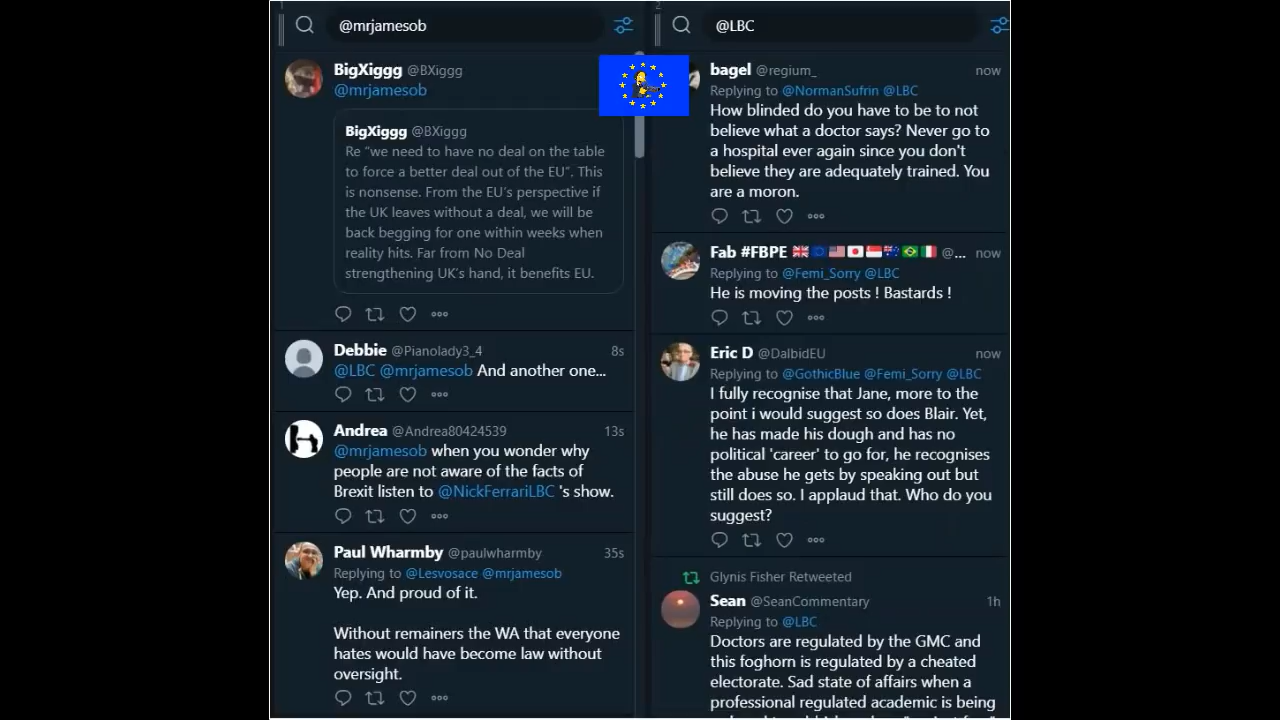 1
@mrjamesob
BigXiggg @BXiggg
@mrjamesob
BigXiggg @BXiggg
Re “we need to have no deal on the table
to force a better deal out of the EU”. This
is nonsense. From the EU's perspective if
the UK leaves without a deal, we will be
back begging for one within weeks when
reality hits. Far from No Deal
strengthening UK's hand, it benefits EU.
Debbie @Pianolady3_4 8s
@LBC @mrjamesob And another one...
Andrea @Andrea80424539 13s
@mrjamesob when you wonder why
people are not aware of the facts of
Brexit listen to @NickFerrariLBC 's show.
Paul Wharmby @paulwharmby 35s
Replying to @Lesvosace @mrjamesob
Yep. And proud of it.
Without remainers the WA that everyone
hates would have become law without
oversight.
2
@LBC
bagel @regium_ now
Replying to @NormanSufrin @LBC
How blinded do you have to be to not
believe what a doctor says? Never go to
a hospital ever again since you don't
believe they are adequately trained. You
are a moron.
Fab #FBPE 🇬🇧🇪🇺🇺🇸🇯🇵🇸🇬🇦🇺🇧🇷🇮🇹 @... now
Replying to @Femi_Sorry @LBC
He is moving the posts ! Bastards !
Eric D @DalbidEU now
Replying to @GothicBlue @Femi_Sorry @LBC
I fully recognise that Jane, more to the
point i would suggest so does Blair. Yet,
he has made his dough and has no
political 'career' to go for, he recognises
the abuse he gets by speaking out but
still does so. I applaud that. Who do you
suggest?
Glynis Fisher Retweeted
Sean @SeanCommentary 1h
Replying to @LBC
Doctors are regulated by the GMC and
this foghorn is regulated by a cheated
electorate. Sad state of affairs when a
professional regulated academic is being